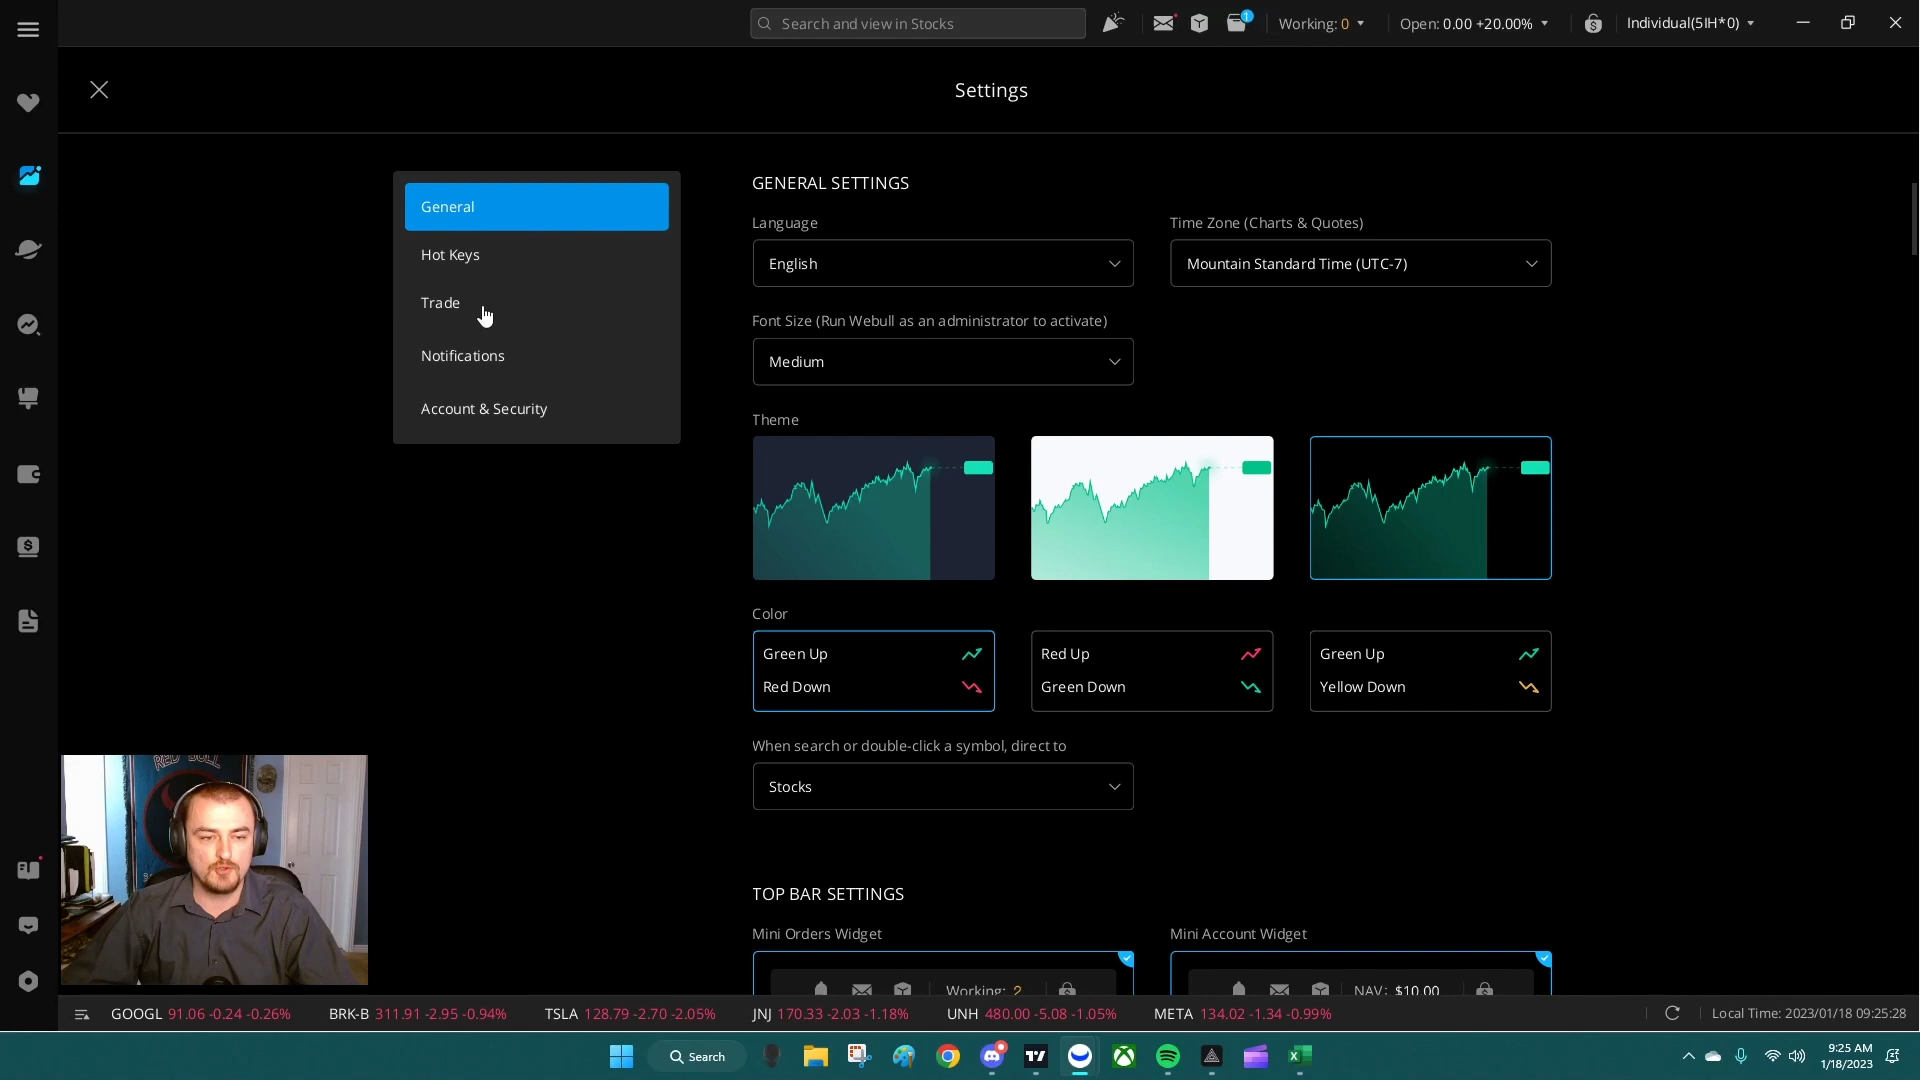 Search and view in Stocks
1
Working: 0
Open: 0.00 +20.00%
Individual(5IH*0)
Settings
General
Hot Keys
Trade
Notifications
Account & Security
GENERAL SETTINGS
Language
Time Zone (Charts & Quotes)
English
Mountain Standard Time (UTC-7)
Font Size (Run Webull as an administrator to activate)
Medium
Theme
Color
Green Up
Red Down
Red Up
Green Down
Green Up
Yellow Down
When search or double-click a symbol, direct to
Stocks
RED BULL
TOP BAR SETTINGS
Mini Orders Widget
Mini Account Widget
Working: 2
NAV: $10.00
GOOGL 91.06 -0.24 -0.26%
BRK-B 311.91 -2.95 -0.94%
TSLA 128.79 -2.70 -2.05%
JNJ 170.33 -2.03 -1.18%
UNH 480.00 -5.08 -1.05%
META 134.02 -1.34 -0.99%
Local Time: 2023/01/18 09:25:28
Search
9:25 AM
1/18/2023